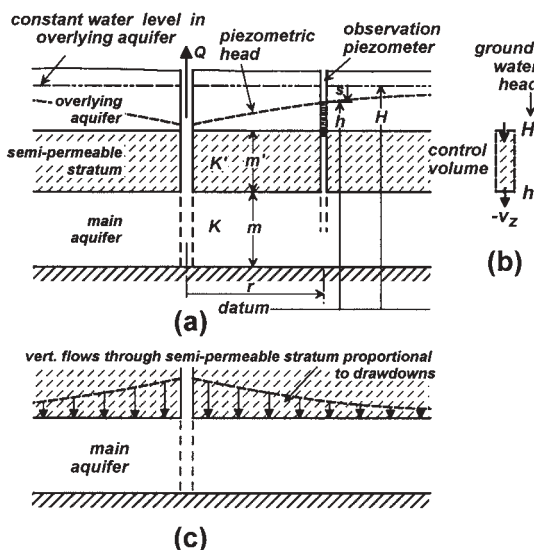 (a)
constant water level in
overlying aquifer
Q
piezometric
head
observation
piezometer
s
H
h
overlying
aquifer
semi-permeable
stratum
K'
m'
main
aquifer
K
m
r
datum
(a)
ground
water
head
H
control
volume
h
-vz
(b)
vert. flows through semi-permeable stratum proportional
to drawdowns
main
aquifer
(c)